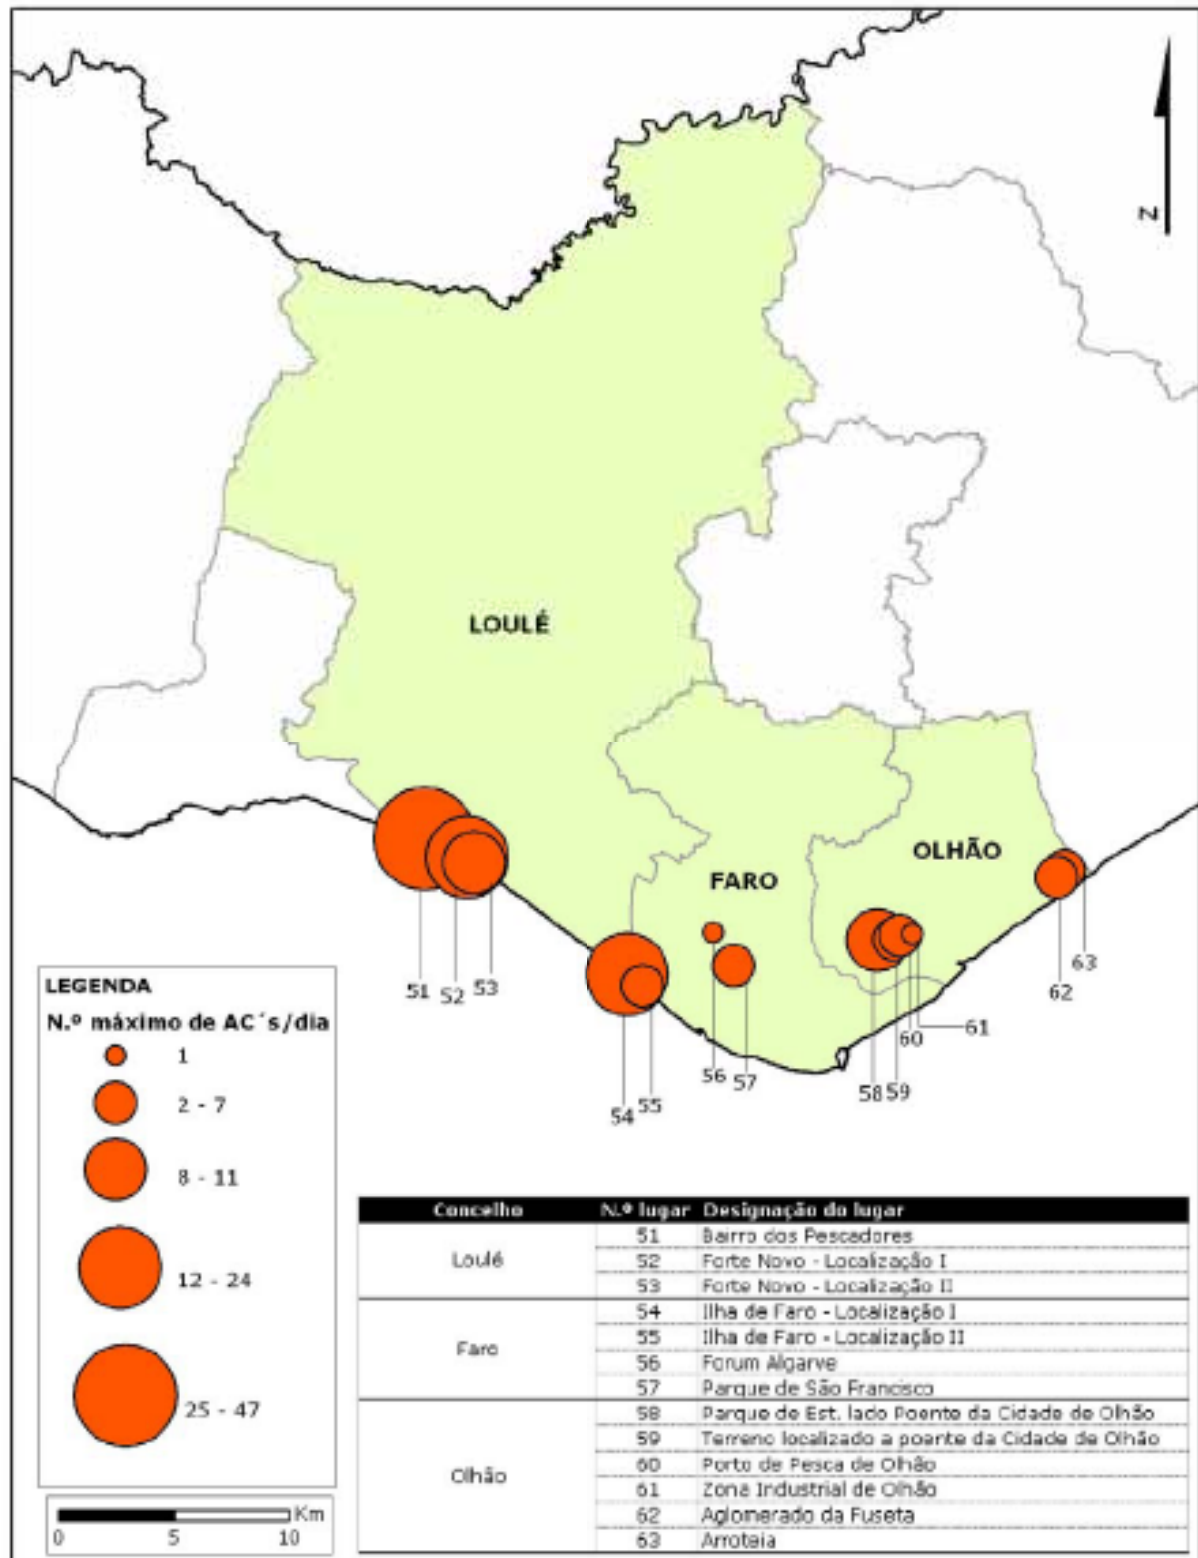 N
LOULÉ
OLHÃO
FARO
51
52
53
54
55
56
57
58
59
60
61
62
63
LEGENDA
N.º máximo de AC´s/dia
1
2 - 7
8 - 11
12 - 24
25 - 47
Km
0 5 10
Concelho N.º lugar Designação do lugar
Loulé
51 Bairro dos Pescadores
52 Forte Novo - Localização I
53 Forte Novo - Localização II
Faro
54 Ilha de Faro - Localização I
55 Ilha de Faro - Localização II
56 Forum Algarve
57 Parque de São Francisco
Olhão
58 Parque de Est. lado Poente da Cidade de Olhão
59 Terreno localizado a poente da Cidade de Olhão
60 Porto de Pesca de Olhão
61 Zona Industrial de Olhão
62 Aglomerado da Fuseta
63 Arroteia